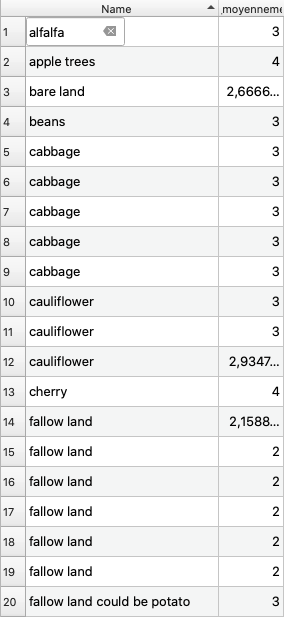 Name _moyenneme
1 alfalfa 3
2 apple trees 4
3 bare land 2,6666...
4 beans 3
5 cabbage 3
6 cabbage 3
7 cabbage 3
8 cabbage 3
9 cabbage 3
10 cauliflower 3
11 cauliflower 3
12 cauliflower 2,9347...
13 cherry 4
14 fallow land 2,1588...
15 fallow land 2
16 fallow land 2
17 fallow land 2
18 fallow land 2
19 fallow land 2
20 fallow land could be potato 3